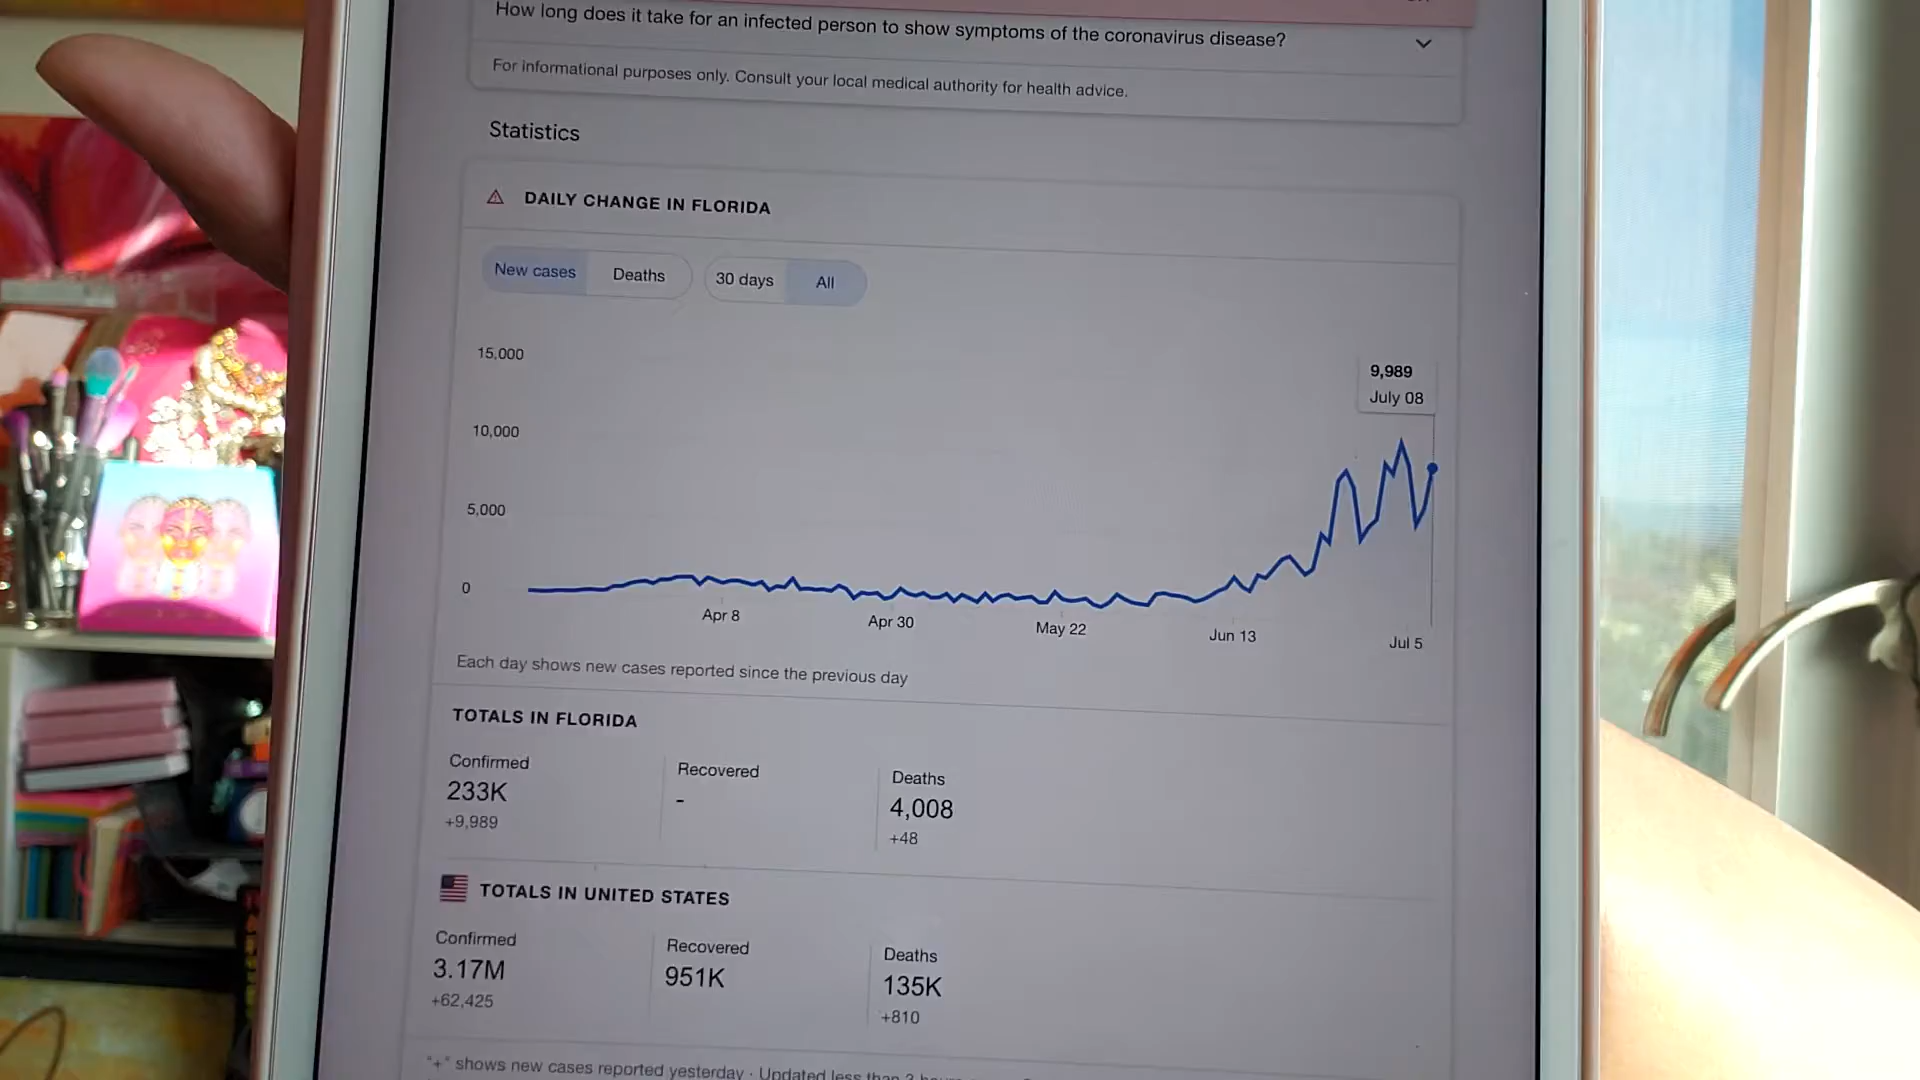 How long does it take for an infected person to show symptoms of the coronavirus disease?
For informational purposes only. Consult your local medical authority for health advice.
Statistics
DAILY CHANGE IN FLORIDA
New cases Deaths 30 days All
15,000
9,989
July 08
10,000
5,000
0
Apr 8 Apr 30 May 22 Jun 13 Jul 5
Each day shows new cases reported since the previous day
TOTALS IN FLORIDA
Confirmed Recovered Deaths
233K - 4,008
+9,989 +48
TOTALS IN UNITED STATES
Confirmed Recovered Deaths
3.17M 951K 135K
+62,425 +810
"+" shows new cases reported yesterday · Updated less than